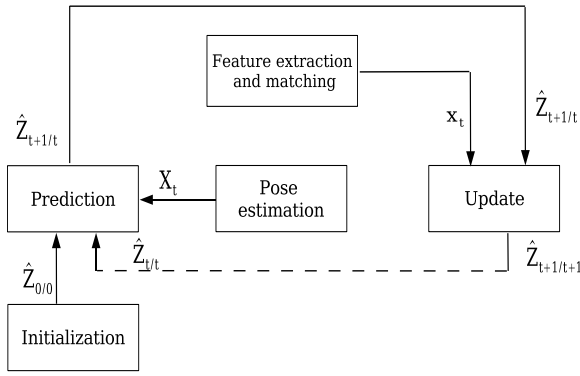 Feature extraction
and matching
Ẑt+1/t
xt
Ẑt+1/t
Prediction
Xt
Pose
estimation
Update
Ẑt/t
Ẑt+1/t+1
Ẑ0/0
Initialization